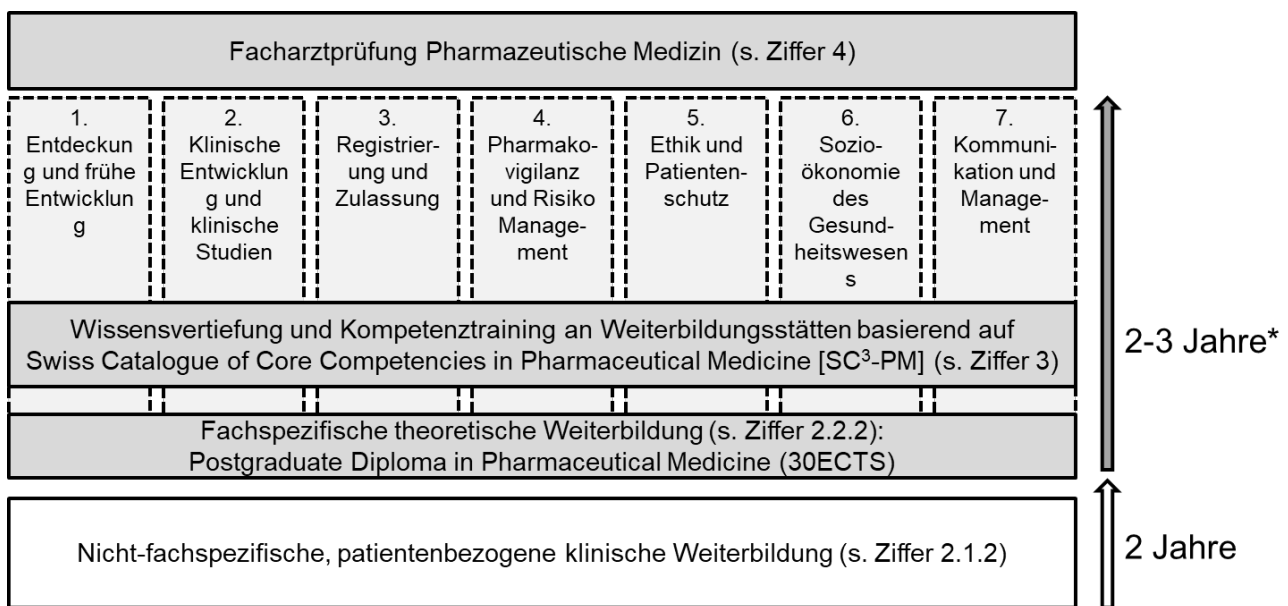 Facharztprüfung Pharmazeutische Medizin (s. Ziffer 4)
1.
Entdeckun
g und frühe
Entwicklun
g
2.
Klinische
Entwicklun
g und
klinische
Studien
3.
Registrier-
ung und
Zulassung
4.
Pharmako-
vigilanz
und Risiko
Manage-
ment
5.
Ethik und
Patienten-
schutz
6.
Sozio-
ökonomie
des
Gesund-
heitswesen
s
7.
Kommuni-
kation und
Manage-
ment
Wissensvertiefung und Kompetenztraining an Weiterbildungsstätten basierend auf
Swiss Catalogue of Core Competencies in Pharmaceutical Medicine [SC³-PM] (s. Ziffer 3)
2-3 Jahre*
Fachspezifische theoretische Weiterbildung (s. Ziffer 2.2.2):
Postgraduate Diploma in Pharmaceutical Medicine (30ECTS)
Nicht-fachspezifische, patientenbezogene klinische Weiterbildung (s. Ziffer 2.1.2)
2 Jahre